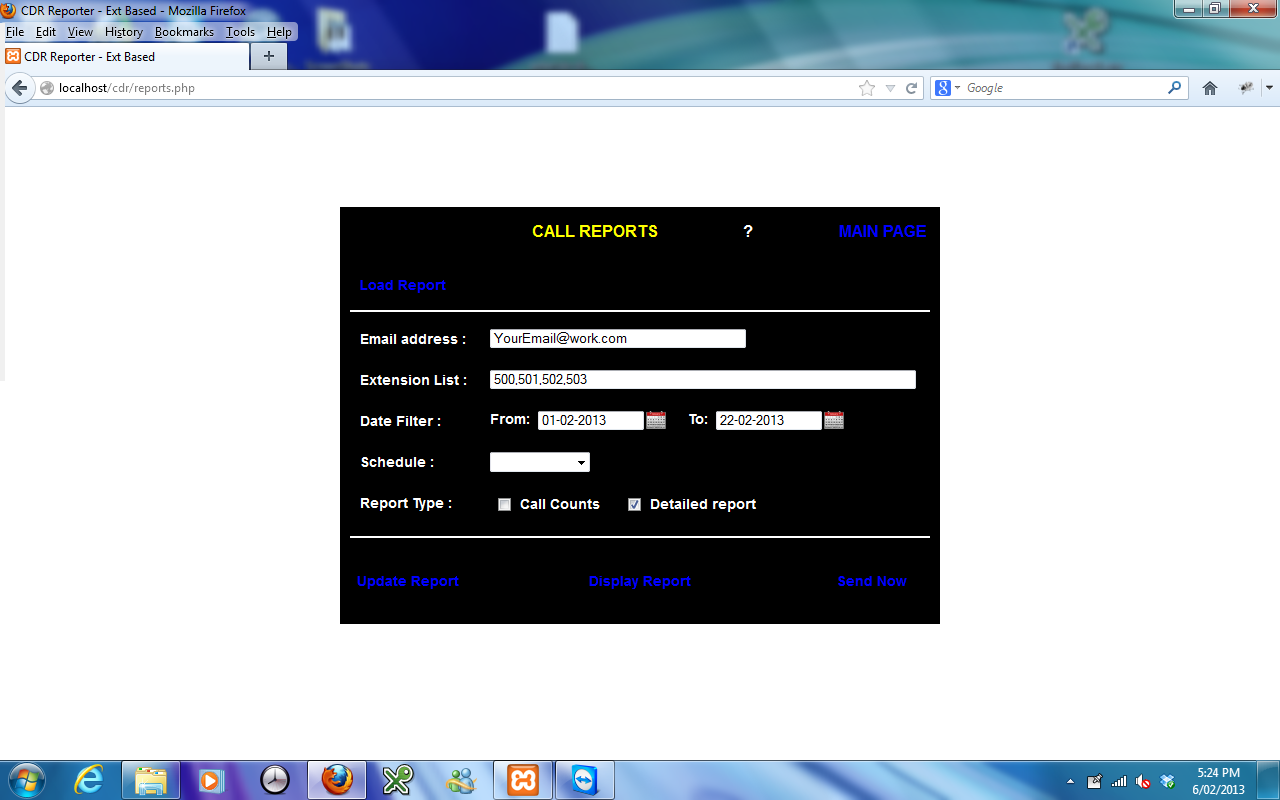 CDR Reporter - Ext Based - Mozilla Firefox
File Edit View History Bookmarks Tools Help
CDR Reporter - Ext Based +
localhost/cdr/reports.php 8 Google
CALL REPORTS ? MAIN PAGE
Load Report
Email address : YourEmail@work.com
Extension List : 500,501,502,503
Date Filter : From: 01-02-2013 To: 22-02-2013
Schedule :
Report Type : Call Counts Detailed report
Update Report Display Report Send Now
5:24 PM
6/02/2013